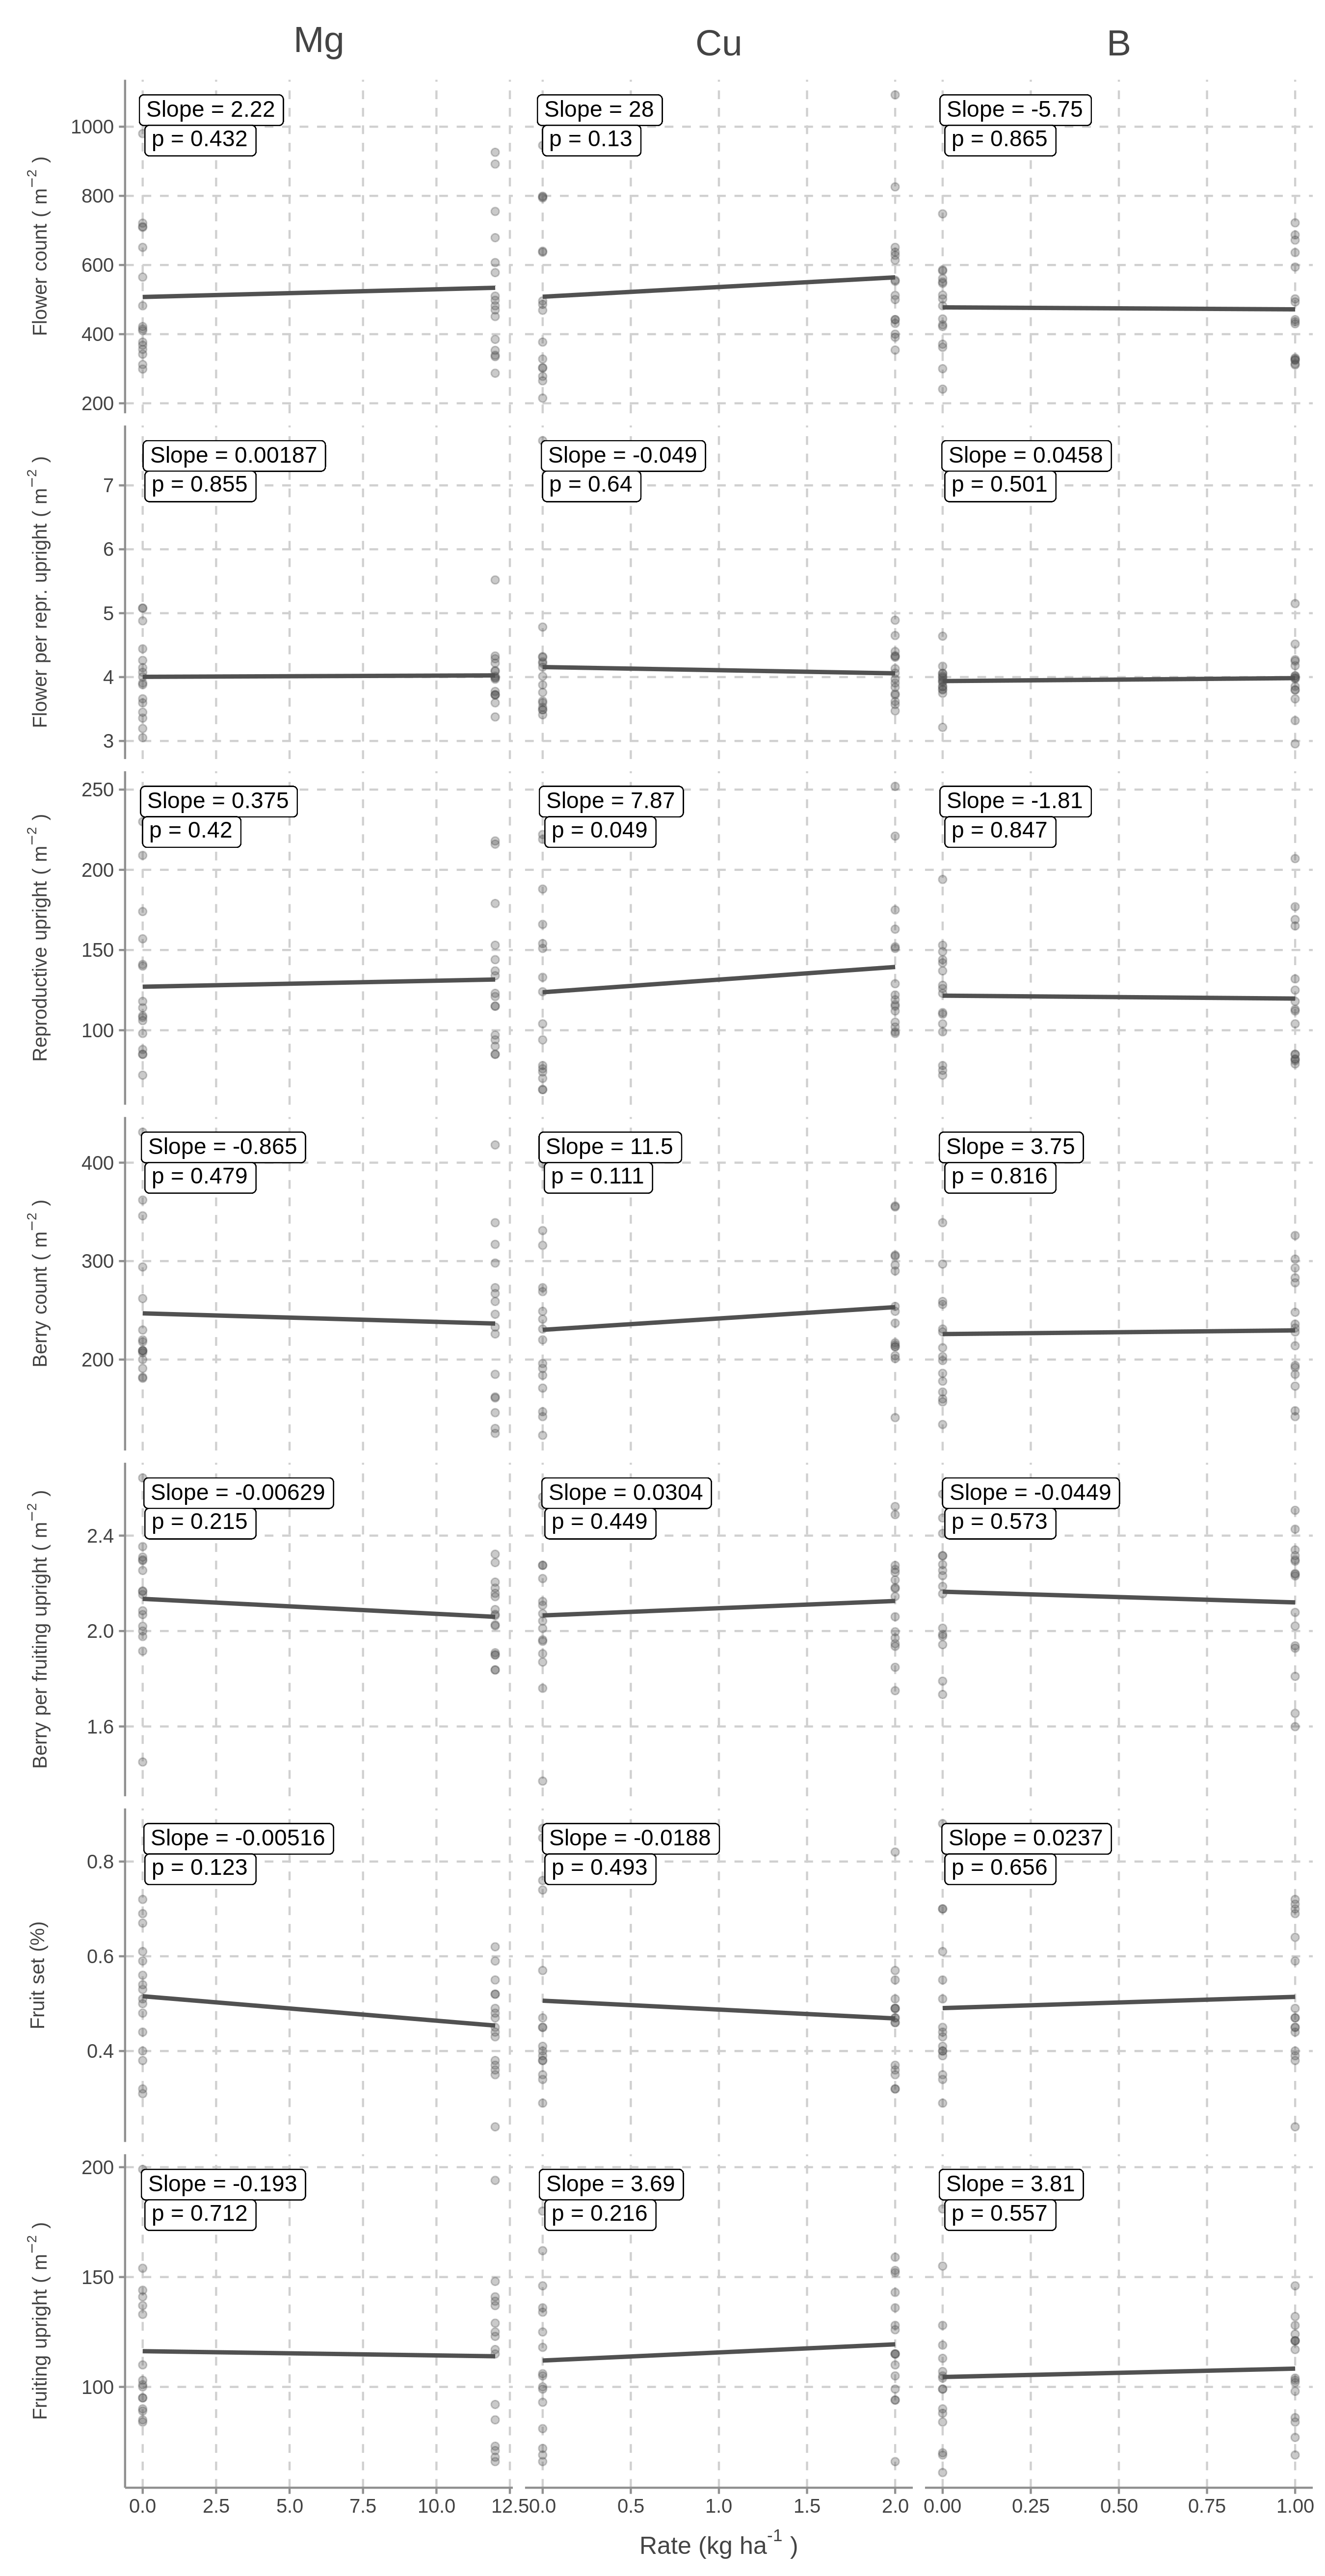 Mg Cu B
Flower count ( m⁻² )
1000
800
600
400
200
Slope = 2.22
p = 0.432
Slope = 28
p = 0.13
Slope = -5.75
p = 0.865
Flower per repr. upright ( m⁻² )
7
6
5
4
3
Slope = 0.00187
p = 0.855
Slope = -0.049
p = 0.64
Slope = 0.0458
p = 0.501
Reproductive upright ( m⁻² )
250
200
150
100
Slope = 0.375
p = 0.42
Slope = 7.87
p = 0.049
Slope = -1.81
p = 0.847
Berry count ( m⁻² )
400
300
200
Slope = -0.865
p = 0.479
Slope = 11.5
p = 0.111
Slope = 3.75
p = 0.816
Berry per fruiting upright ( m⁻² )
2.4
2.0
1.6
Slope = -0.00629
p = 0.215
Slope = 0.0304
p = 0.449
Slope = -0.0449
p = 0.573
Fruit set (%)
0.8
0.6
0.4
Slope = -0.00516
p = 0.123
Slope = -0.0188
p = 0.493
Slope = 0.0237
p = 0.656
Fruiting upright ( m⁻² )
200
150
100
Slope = -0.193
p = 0.712
Slope = 3.69
p = 0.216
Slope = 3.81
p = 0.557
0.0 2.5 5.0 7.5 10.0 12.5 0.0 0.5 1.0 1.5 2.0 0.00 0.25 0.50 0.75 1.00
Rate (kg ha⁻¹ )